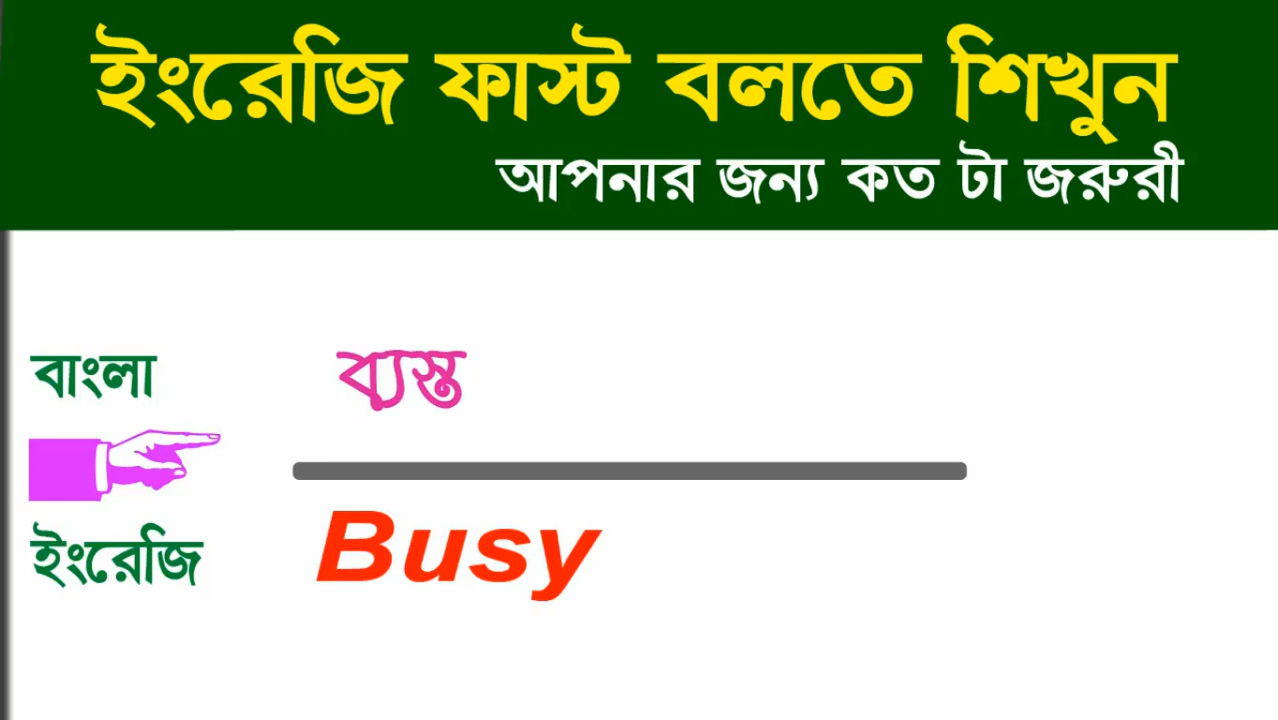 ইংরেজি ফাস্ট বলতে শিখুন
আপনার জন্য কত টা জরুরী
বাংলা
ব্যস্ত
ইংরেজি
Busy